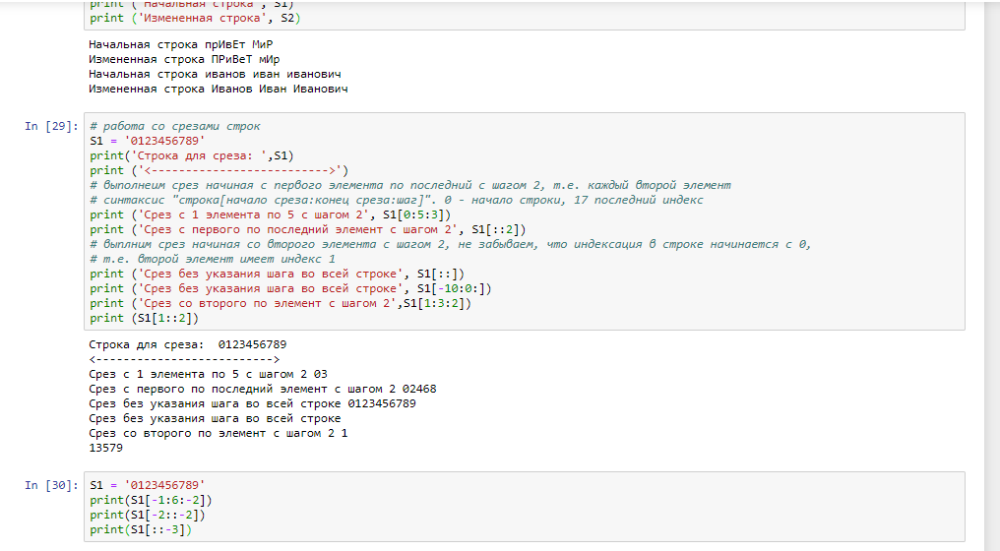 print ('Начальная строка', S1)
print ('Измененная строка', S2)
Начальная строка прИвЕт МиР
Измененная строка ПРиВеТ мИр
Начальная строка иванов иван иванович
Измененная строка Иванов Иван Иванович
In [29]:
# работа со срезами строк
S1 = '0123456789'
print('Строка для среза: ',S1)
print ('<-------------------------->')
# выполнеим срез начиная с первого элемента по последний с шагом 2, т.е. каждый второй элемент
# синтаксис "строка[начало среза:конец среза:шаг]". 0 - начало строки, 17 последний индекс
print ('Срез с 1 элемента по 5 с шагом 2', S1[0:5:3])
print ('Срез с первого по последний элемент с шагом 2', S1[::2])
# выплним срез начиная со второго элемента с шагом 2, не забываем, что индексация в строке начинается с 0,
# т.е. второй элемент имеет индекс 1
print ('Срез без указания шага во всей строке', S1[::])
print ('Срез без указания шага во всей строке', S1[-10:0:])
print ('Срез со второго по элемент с шагом 2',S1[1:3:2])
print (S1[1::2])
Строка для среза:  0123456789
<-------------------------->
Срез с 1 элемента по 5 с шагом 2 03
Срез с первого по последний элемент с шагом 2 02468
Срез без указания шага во всей строке 0123456789
Срез без указания шага во всей строке
Срез со второго по элемент с шагом 2 1
13579
In [30]:
S1 = '0123456789'
print(S1[-1:6:-2])
print(S1[-2::-2])
print(S1[::-3])